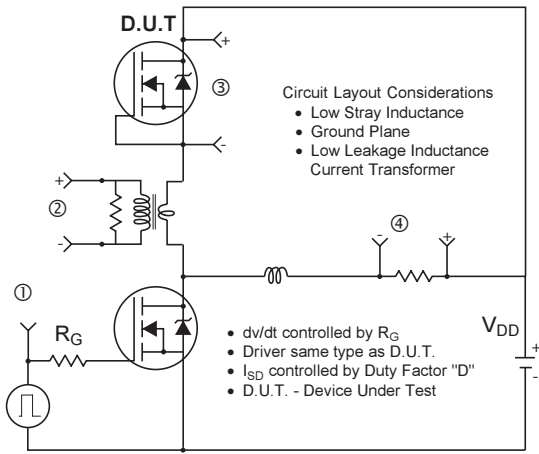 D.U.T
+
③
-
Circuit Layout Considerations
• Low Stray Inductance
• Ground Plane
• Low Leakage Inductance
Current Transformer
+
②
-
-
④
+
①
RG
VDD
+
-
• dv/dt controlled by RG
• Driver same type as D.U.T.
• ISD controlled by Duty Factor "D"
• D.U.T. - Device Under Test